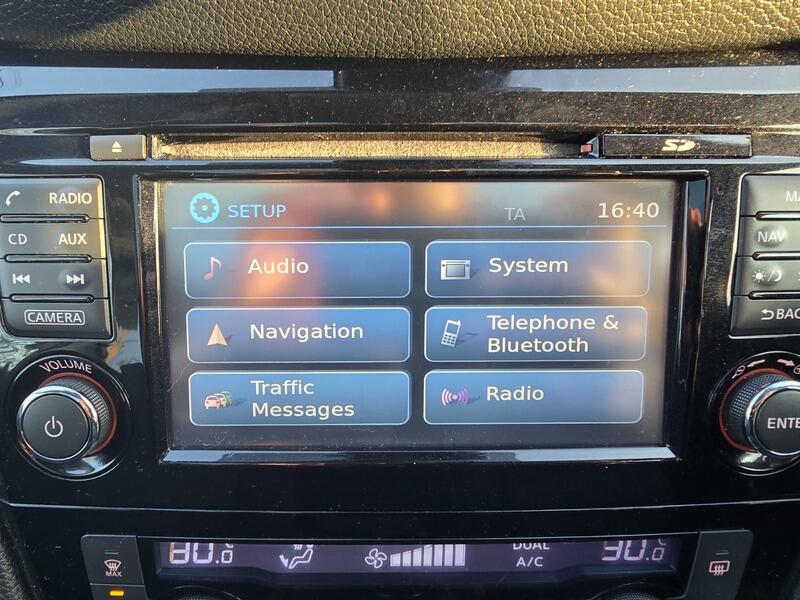 SD
RADIO
CD AUX
CAMERA
VOLUME
SETUP TA 16:40
Audio
System
Navigation
Telephone &
Bluetooth
Traffic
Messages
Radio
NAV
BAC
ENTE
MAX
DUAL
A/C